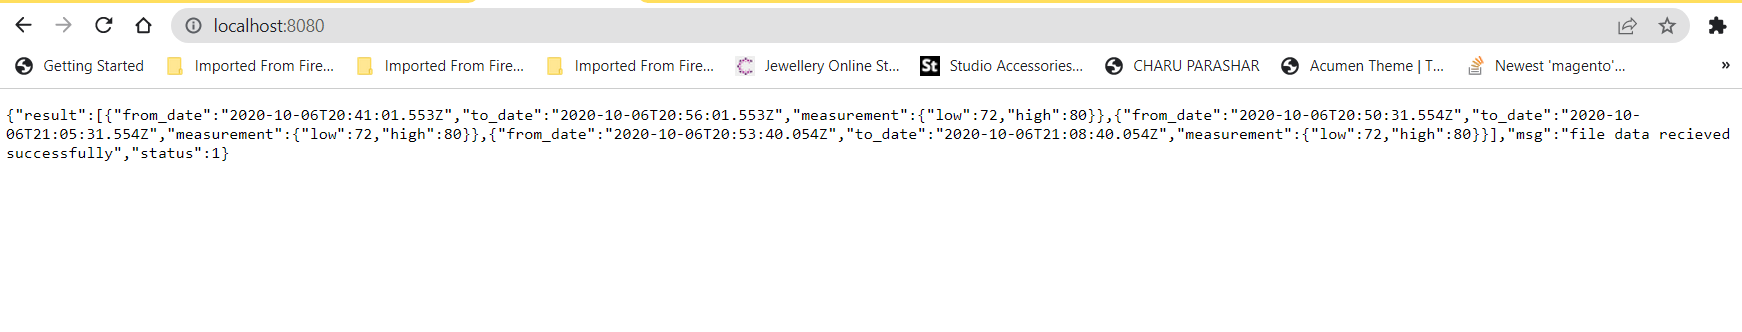 localhost:8080
Getting Started Imported From Fire... Imported From Fire... Imported From Fire... Jewellery Online St... St Studio Accessories... CHARU PARASHAR Acumen Theme | T... Newest 'magento'... »
{"result":[{"from_date":"2020-10-06T20:41:01.553Z","to_date":"2020-10-06T20:56:01.553Z","measurement":{"low":72,"high":80}},{"from_date":"2020-10-06T20:50:31.554Z","to_date":"2020-10-
06T21:05:31.554Z","measurement":{"low":72,"high":80}},{"from_date":"2020-10-06T20:53:40.054Z","to_date":"2020-10-06T21:08:40.054Z","measurement":{"low":72,"high":80}}],"msg":"file data recieved
successfully","status":1}